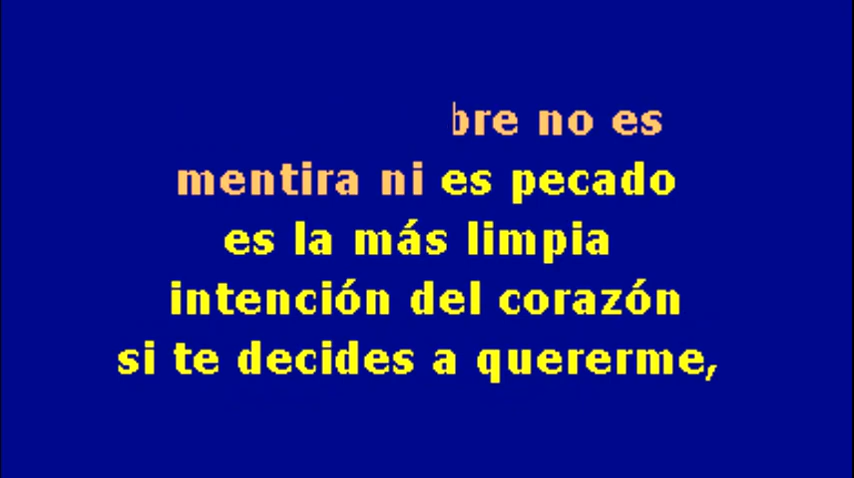 bre no es
mentira ni es pecado
es la más limpia
intención del corazón
si te decides a quererme,